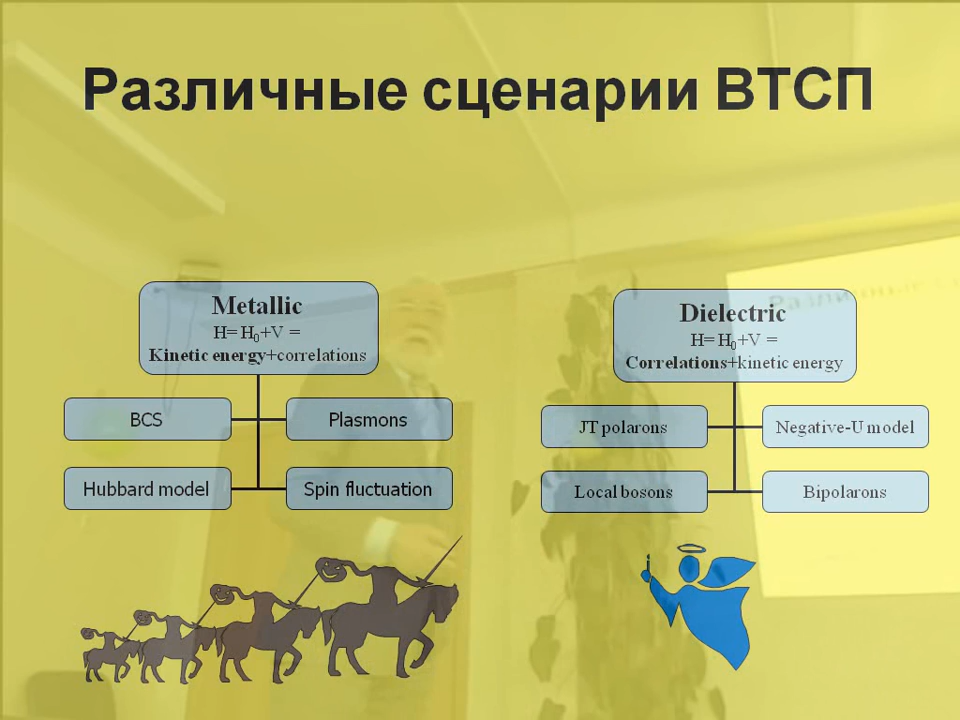 Различные сценарии ВТСП
Metallic
H= H₀+V =
Kinetic energy+correlations
BCS
Plasmons
Hubbard model
Spin fluctuation
Dielectric
H= H₀+V =
Correlations+kinetic energy
JT polarons
Negative-U model
Local bosons
Bipolarons